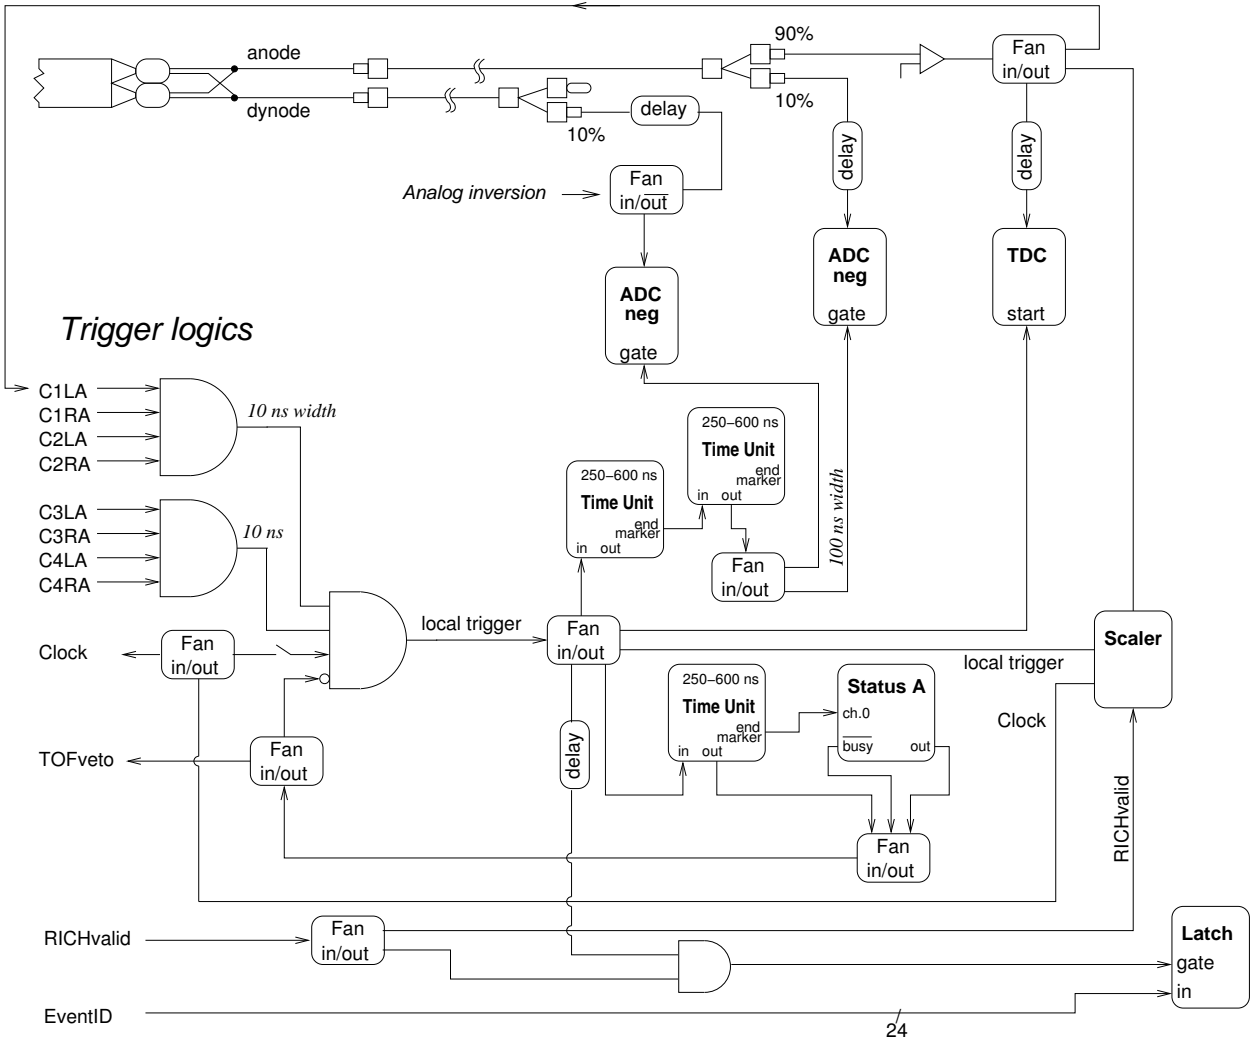 anode
90%
Fan
in/out
dynode
10%
10%
delay
delay
delay
Analog inversion
Fan
in/out
ADC
neg
gate
ADC
neg
gate
TDC
start
Trigger logics
C1LA
C1RA
C2LA
C2RA
10 ns width
C3LA
C3RA
C4LA
C4RA
10 ns
250–600 ns
Time Unit
end
marker
in out
250–600 ns
Time Unit
end
marker
in out
100 ns width
Fan
in/out
Clock
Fan
in/out
local trigger
Fan
in/out
Scaler
local trigger
Clock
250–600 ns
Time Unit
end
marker
in out
Status A
ch.0
busy out
TOFveto
Fan
in/out
delay
RICHvalid
Fan
in/out
RICHvalid
Fan
in/out
Latch
gate
in
EventID
24